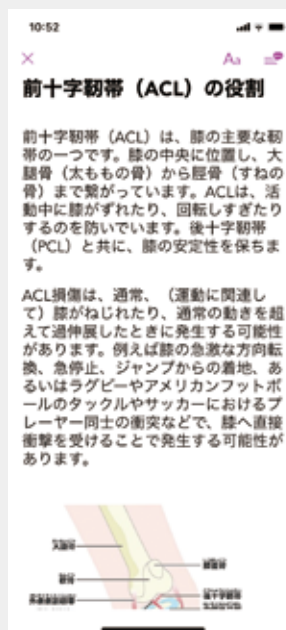 10:52
Aa
前十字靭帯（ACL）の役割
前十字靭帯（ACL）は、膝の主要な靭
帯の一つです。膝の中央に位置し、大
腿骨（太ももの骨）から脛骨（すねの
骨）まで繋がっています。ACLは、活
動中に膝がずれたり、回転しすぎたり
するのを防いでいます。後十字靭帯
（PCL）と共に、膝の安定性を保ちま
す。
ACL損傷は、通常、（運動に関連し
て）膝がねじれたり、通常の動きを超
えて過伸展したときに発生する可能性
があります。例えば膝の急激な方向転
換、急停止、ジャンプからの着地、あ
るいはラグビーやアメリカンフットボ
ールのタックルやサッカーにおけるプ
レーヤー同士の衝突などで、膝へ直接
衝撃を受けることで発生する可能性が
あります。